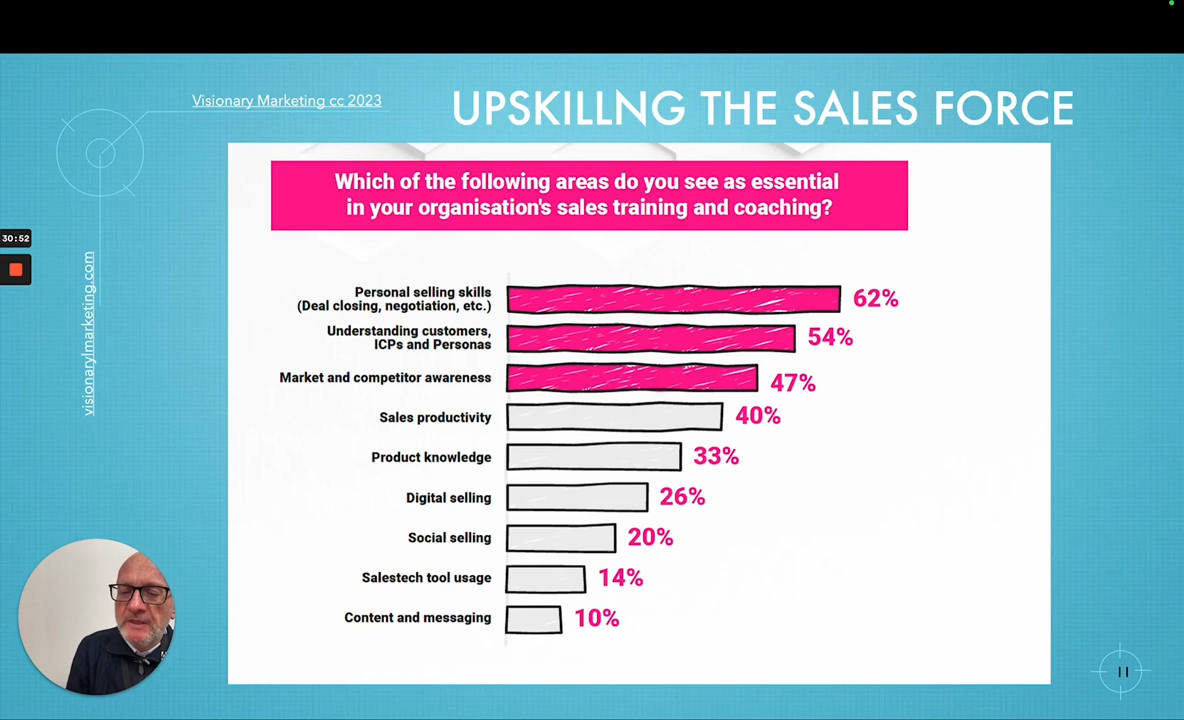 Visionary Marketing cc 2023
UPSKILLNG THE SALES FORCE
Which of the following areas do you see as essential
in your organisation's sales training and coaching?
30:52
visionarylmarketing.com
Personal selling skills
(Deal closing, negotiation, etc.)
62%
Understanding customers,
ICPs and Personas
54%
Market and competitor awareness
47%
Sales productivity
40%
Product knowledge
33%
Digital selling
26%
Social selling
20%
Salestech tool usage
14%
Content and messaging
10%
11